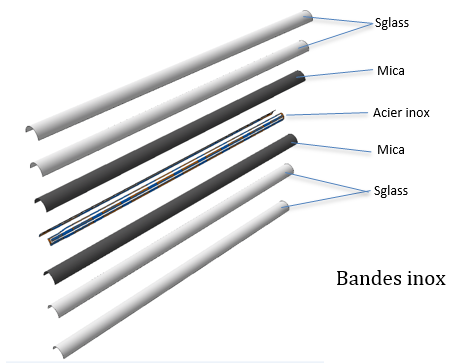 Sglass
Mica
Acier inox
Mica
Sglass
Bandes inox